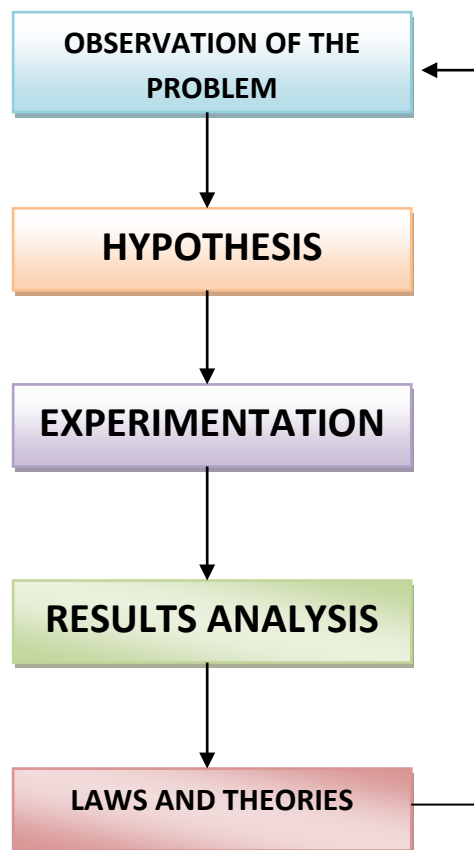 OBSERVATION OF THE
PROBLEM
HYPOTHESIS
EXPERIMENTATION
RESULTS ANALYSIS
LAWS AND THEORIES